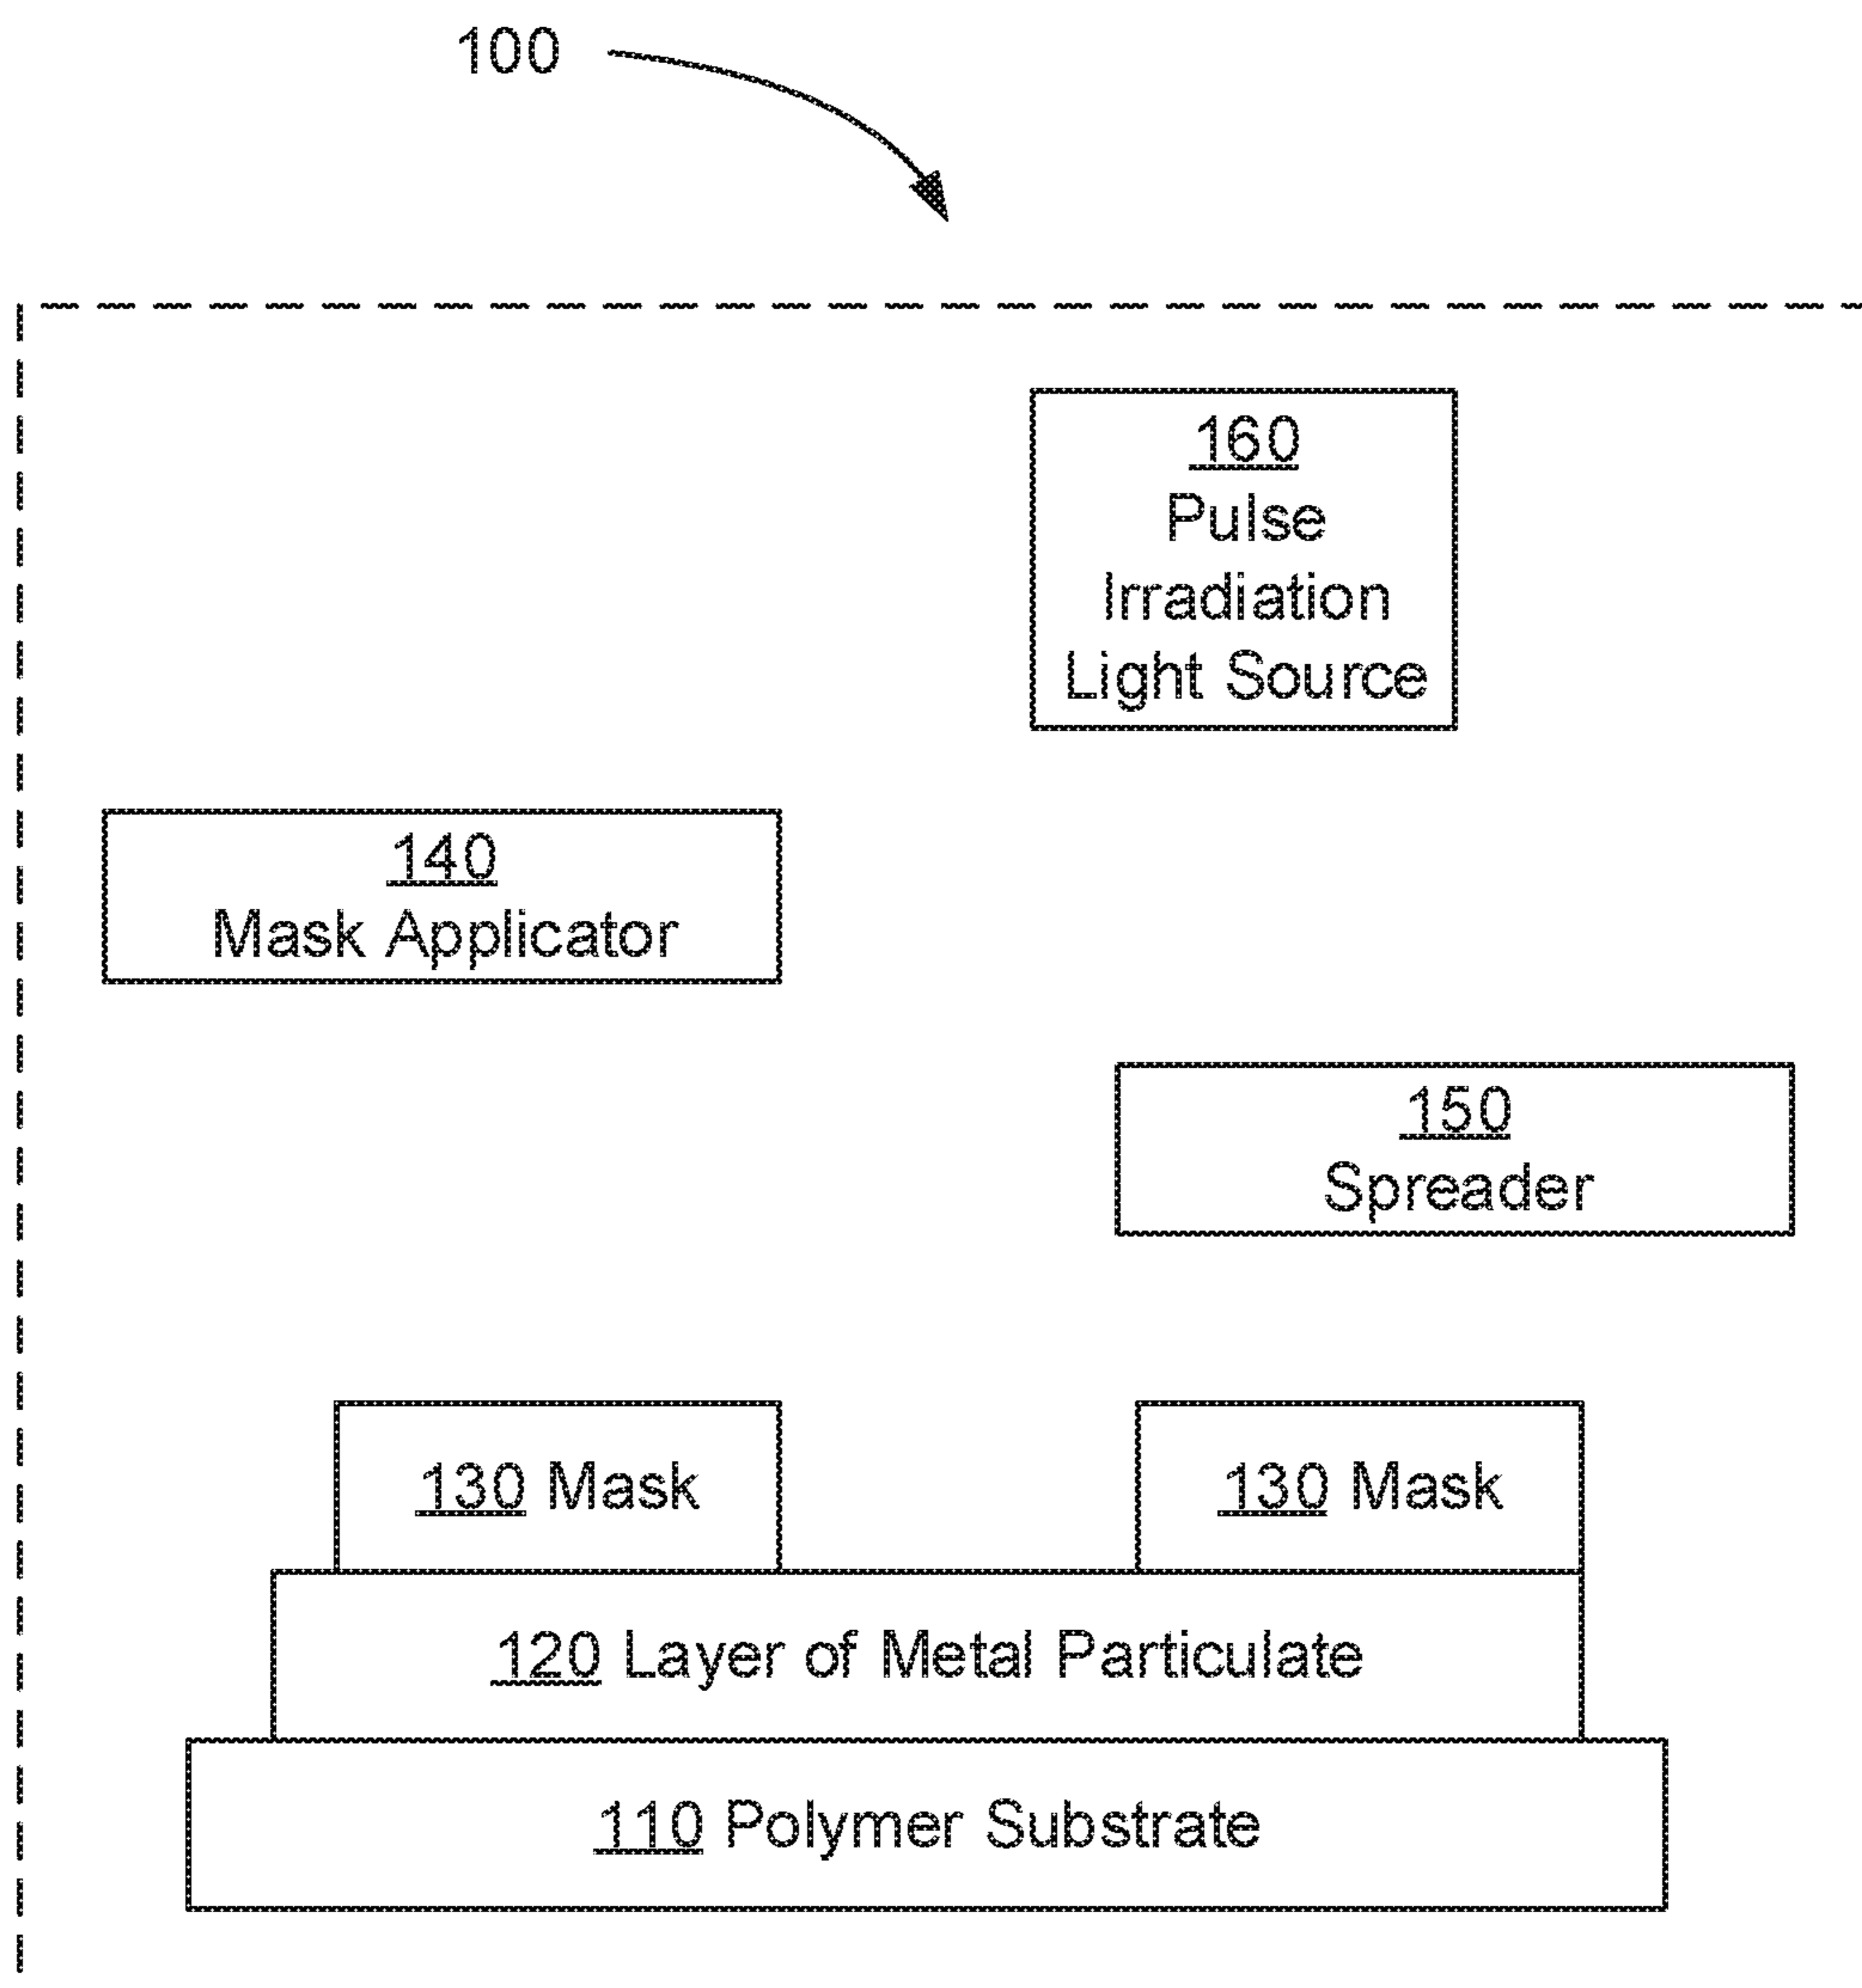 100
160
Pulse
Irradiation
Light Source
140
Mask Applicator
150
Spreader
130 Mask
130 Mask
120 Layer of Metal Particulate
110 Polymer Substrate